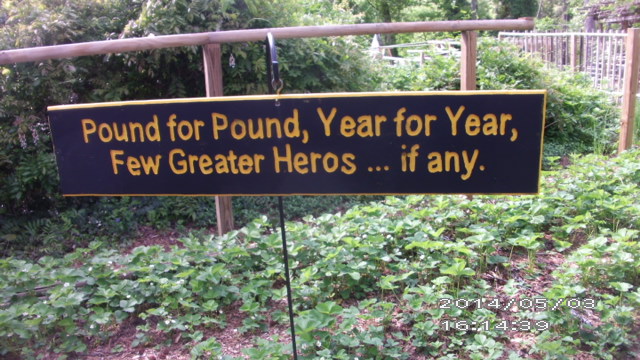 Pound for Pound, Year for Year,
Few Greater Heros ... if any.
2014/05/03
16:14:39